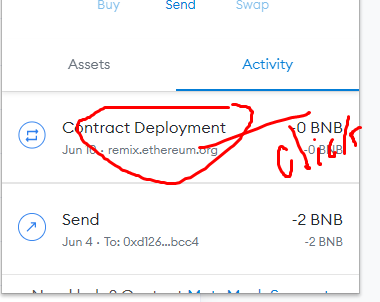 Buy Send Swap
Assets Activity
Contract Deployment -0 BNB
Jun 10 · remix.ethereum.org -0 BNB
click
Send -2 BNB
Jun 4 · To: 0xd126...bcc4 -2 BNB